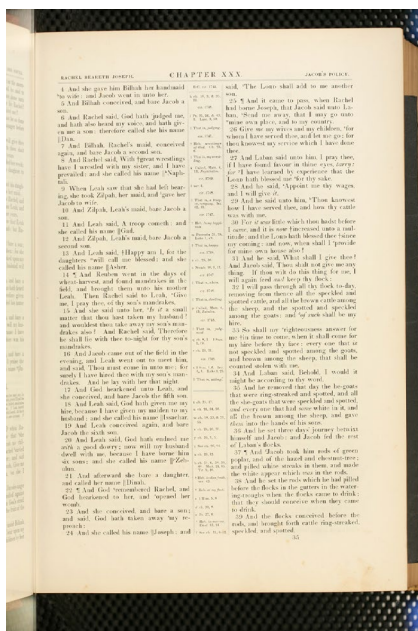 RACHEL BEARETH JOSEPH. CHAPTER XXX. JACOB'S POLICE.
4 And she gave him Bilhah her handmaid
to wife: and Jacob went in unto her.
5 And Bilhah conceived, and bare Jacob a
son.
6 And Rachel said, God hath judged me,
and hath also heard my voice, and hath giv-
en me a son: therefore called she his name
Dan.
7 And Bilhah, Rachel's maid, conceived
again, and bare Jacob a second son.
8 And Rachel said, With great wrestlings
have I wrestled with my sister, and I have
prevailed: and she called his name Naph-
tali.
9 When Leah saw that she had left bear-
ing, she took Zilpah, her maid, and gave her
Jacob to wife.
10 And Zilpah, Leah's maid, bare Jacob a
son.
11 And Leah said, A troop cometh: and
she called his name Gad.
12 And Zilpah, Leah's maid, bare Jacob a
second son.
13 And Leah said, Happy am I, for the
daughters will call me blessed: and she
called his name Asher.
14 ¶ And Reuben went in the days of
wheat-harvest, and found mandrakes in the
field, and brought them unto his mother
Leah. Then Rachel said to Leah, Give
me, I pray thee, of thy son's mandrakes.
15 And she said unto her, Is it a small
matter that thou hast taken my husband?
and wouldest thou take away my son's man-
drakes also? And Rachel said, Therefore
he shall lie with thee to-night for thy son's
mandrakes.
16 And Jacob came out of the field in the
evening, and Leah went out to meet him,
and said, Thou must come in unto me; for
surely I have hired thee with my son's man-
drakes. And he lay with her that night.
17 And God hearkened unto Leah, and
she conceived, and bare Jacob the fifth son.
18 And Leah said, God hath given me my
hire, because I have given my maiden to my
husband: and she called his name Issachar.
19 And Leah conceived again, and bare
Jacob the sixth son.
20 And Leah said, God hath endued me
with a good dowry; now will my husband
dwell with me, because I have borne him
six sons: and she called his name Zeb-
ulun.
21 And afterward she bare a daughter,
and called her name Dinah.
22 ¶ And God remembered Rachel, and
God hearkened to her, and opened her
womb.
23 And she conceived, and bare a son;
and said, God hath taken away my re-
proach:
24 And she called his name Joseph; and
said, The LORD shall add to me another
son.
25 ¶ And it came to pass, when Rachel
had borne Joseph, that Jacob said unto La-
ban, Send me away, that I may go unto
mine own place, and to my country.
26 Give me my wives and my children, for
whom I have served thee, and let me go: for
thou knowest my service which I have done
thee.
27 And Laban said unto him, I pray thee,
if I have found favour in thine eyes, tarry:
for I have learned by experience that the
LORD hath blessed me for thy sake.
28 And he said, Appoint me thy wages,
and I will give it.
29 And he said unto him, Thou knowest
how I have served thee, and how thy cattle
was with me.
30 For it was little which thou hadst before
I came, and it is now increased unto a mul-
titude; and the LORD hath blessed thee since
my coming: and now, when shall I provide
for mine own house also?
31 And he said, What shall I give thee?
And Jacob said, Thou shalt not give me any
thing. If thou wilt do this thing for me, I
will again feed and keep thy flock:
32 I will pass through all thy flock to-day,
removing from thence all the speckled and
spotted cattle, and all the brown cattle among
the sheep, and the spotted and speckled
among the goats: and of such shall be my
hire.
33 So shall my righteousness answer for
me in time to come, when it shall come for
my hire before thy face: every one that is
not speckled and spotted among the goats,
and brown among the sheep, that shall be
counted stolen with me.
34 And Laban said, Behold, I would it
might be according to thy word.
35 And he removed that day the he-goats
that were ring-streaked and spotted, and all
the she-goats that were speckled and spotted,
and every one that had some white in it, and
all the brown among the sheep, and gave
them into the hands of his sons.
36 And he set three days' journey betwixt
himself and Jacob: and Jacob fed the rest
of Laban's flocks.
37 ¶ And Jacob took him rods of green
poplar, and of the hazel and chesnut-tree;
and pilled white streaks in them, and made
the white appear which was in the rods.
38 And he set the rods which he had pilled
before the flocks in the gutters in the water-
ing-troughs when the flocks came to drink;
that they should conceive when they came
to drink.
39 And the flocks conceived before the
rods, and brought forth cattle ring-streaked,
speckled, and spotted.